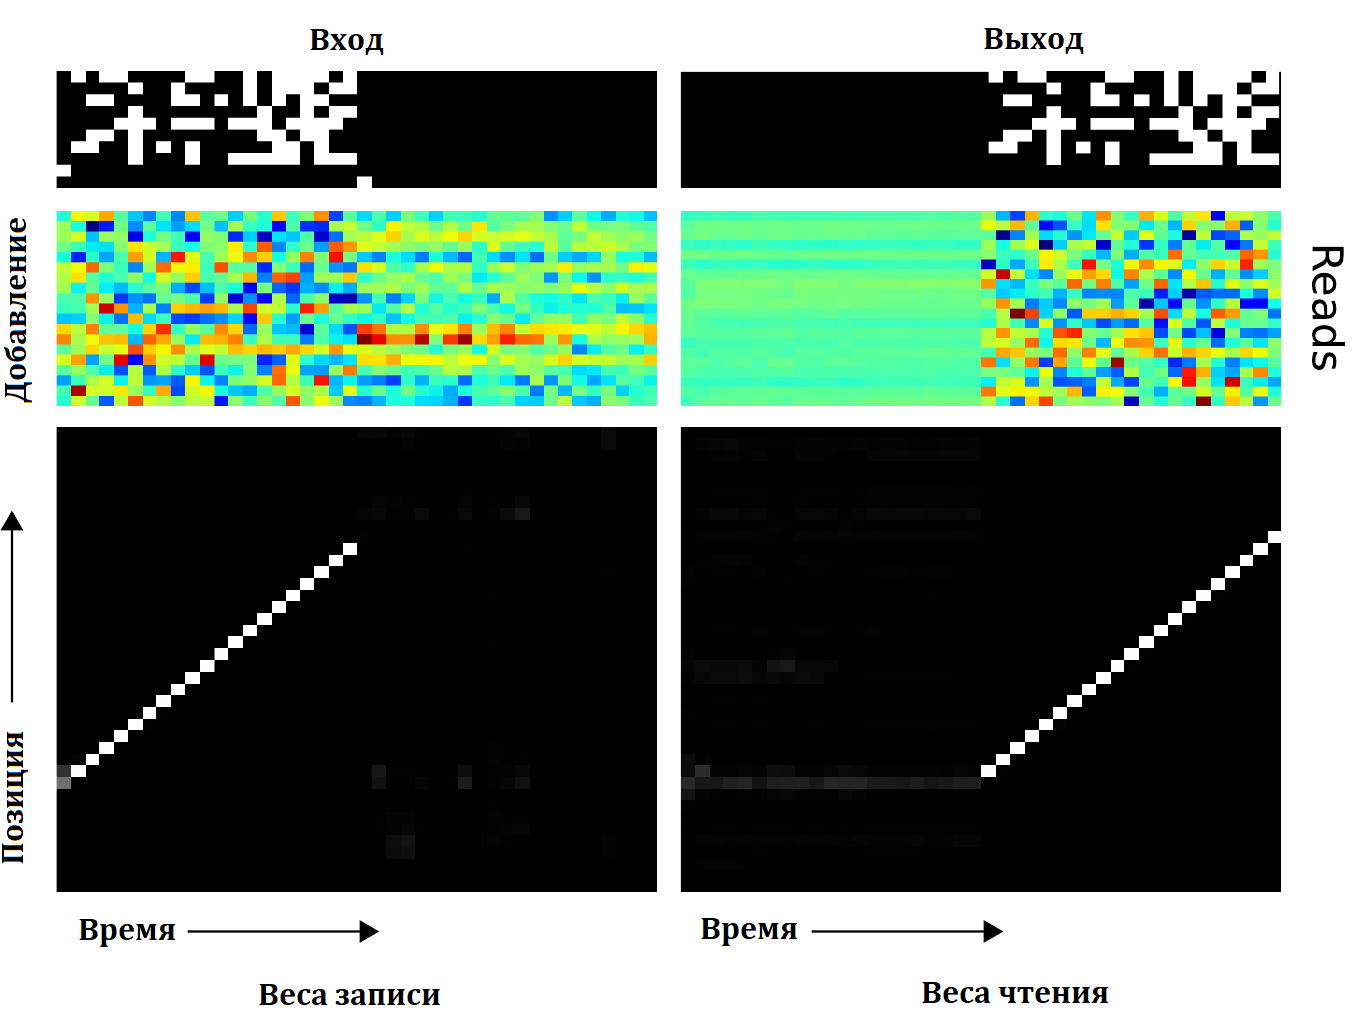 Вход
Выход
Добавление
Reads
Позиция
Время
Время
Веса записи
Веса чтения